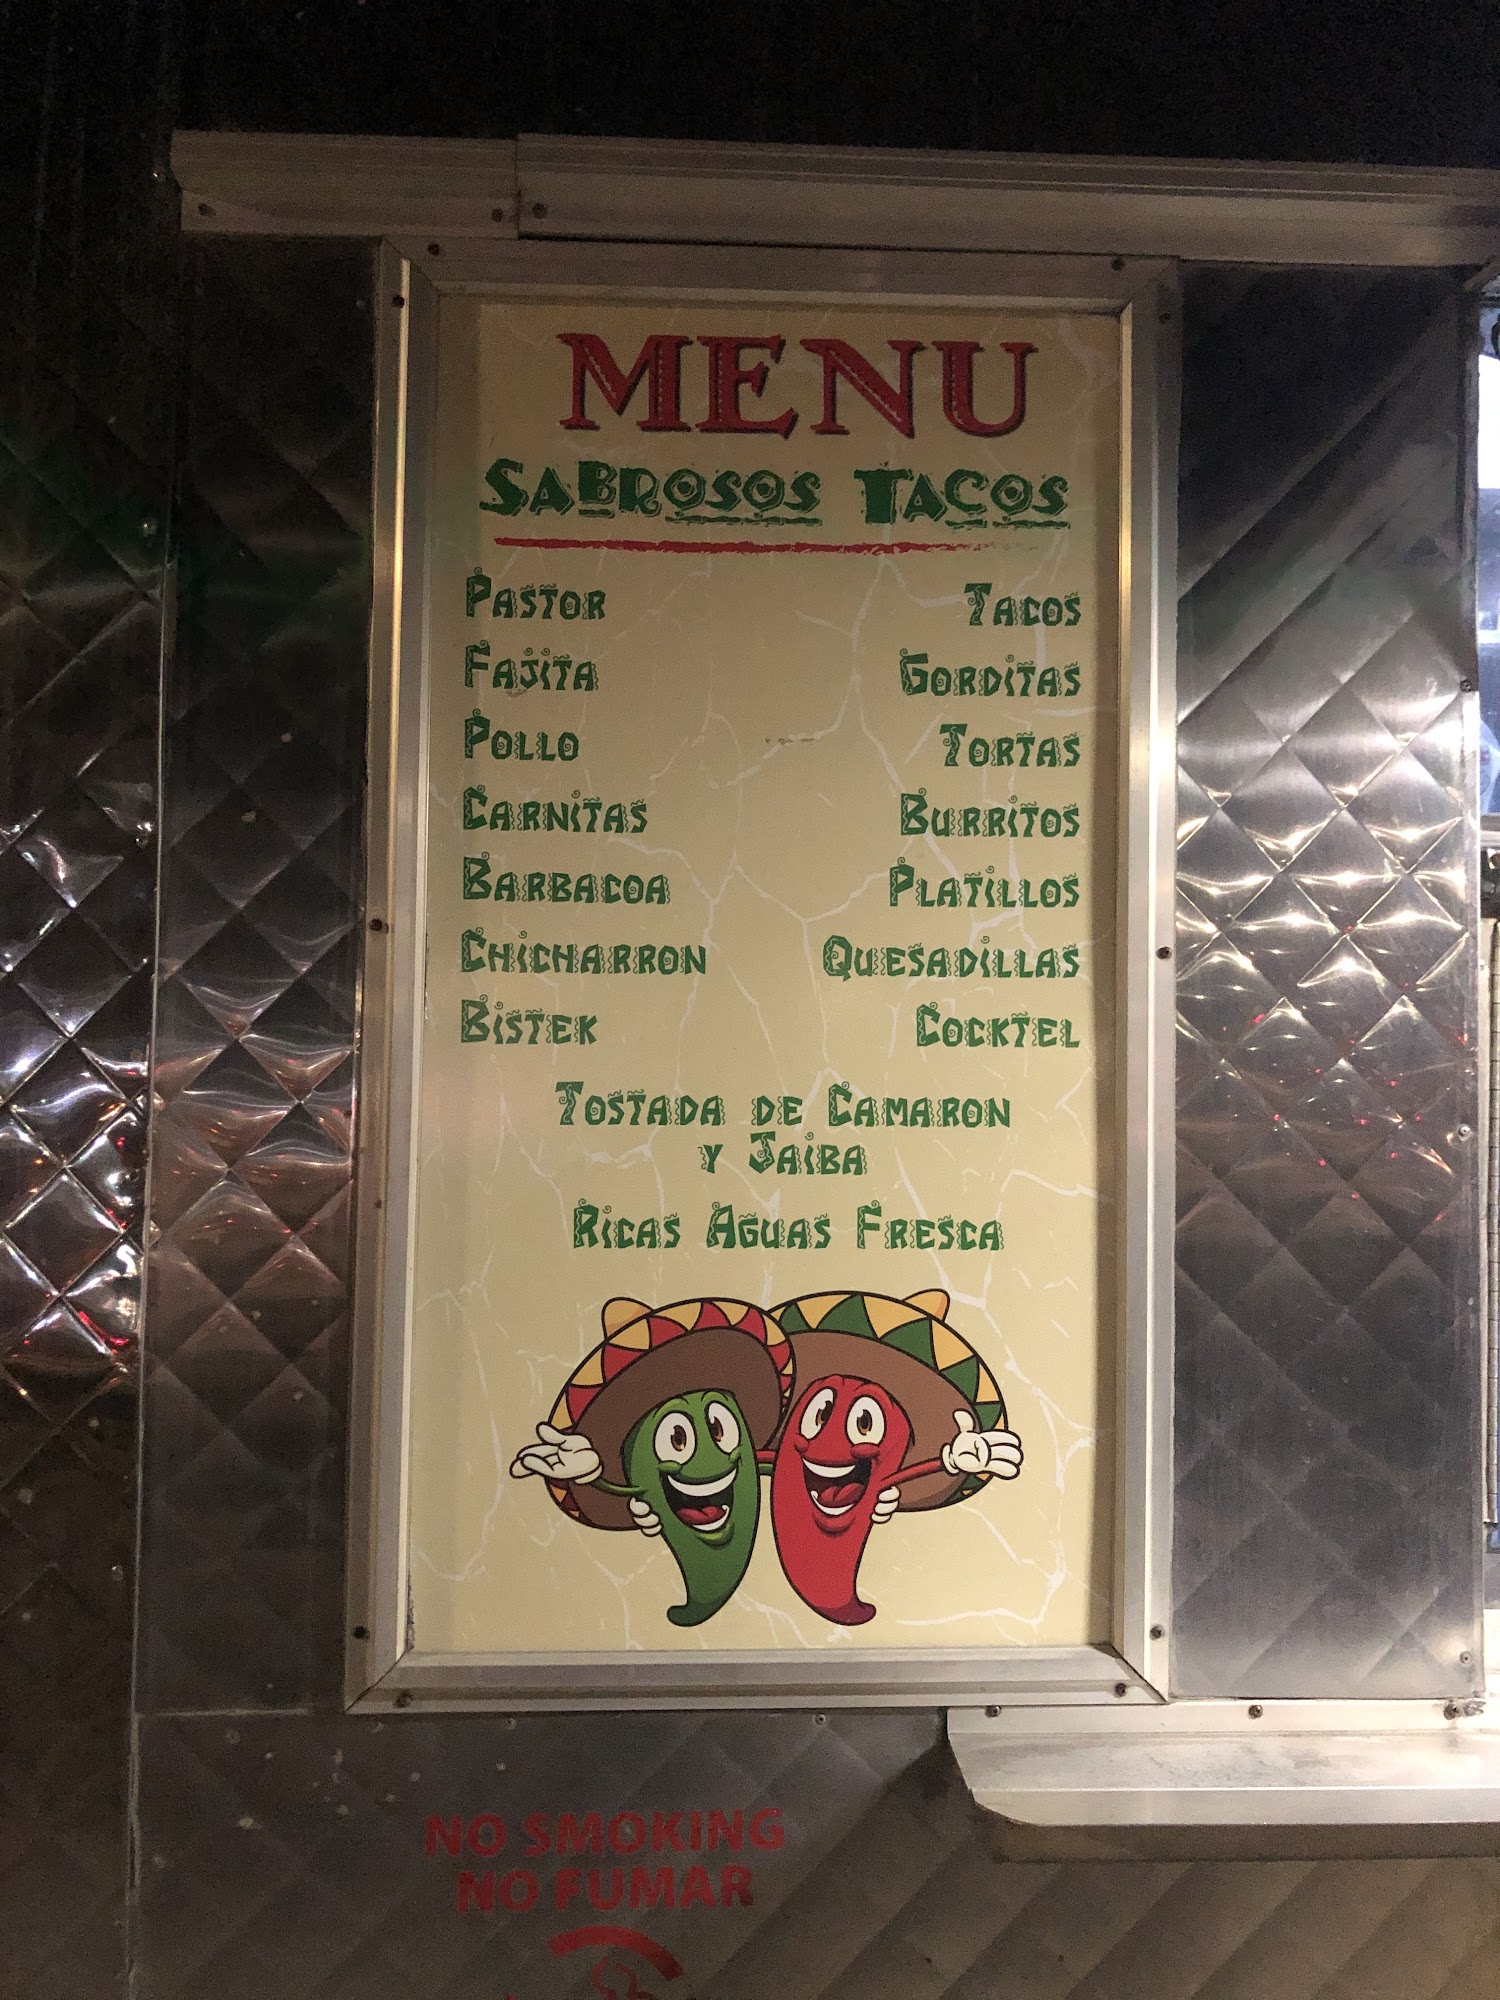 MENU
SABROSOS TACOS
PASTOR TACOS
FAJITA GORDITAS
POLLO TORTAS
CARNITAS BURRITOS
BARBACOA PLATILLOS
CHICHARRON QUESADILLAS
BISTEK COCKTEL
TOSTADA DE CAMARON
Y JAIBA
RICAS AGUAS FRESCA
NO SMOKING
NO FUMAR